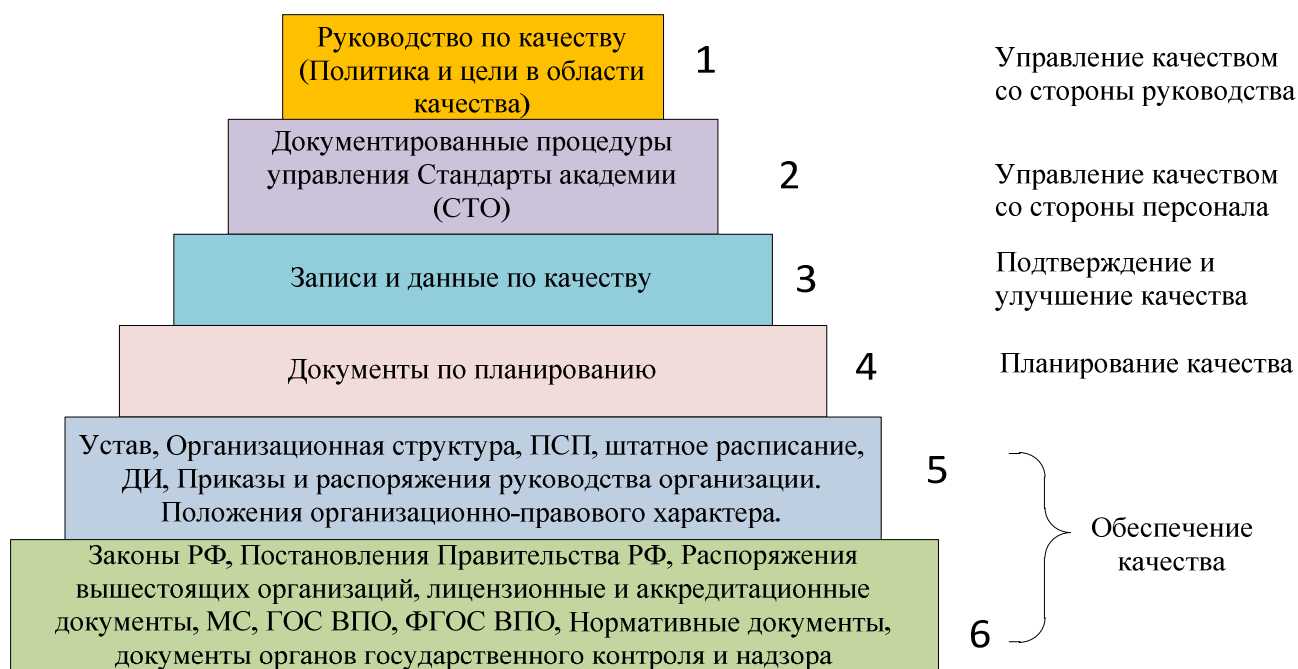 Руководство по качеству
(Политика и цели в области
качества)
1
Управление качеством
со стороны руководства
Документированные процедуры
управления Стандарты академии
(СТО)
2
Управление качеством
со стороны персонала
Записи и данные по качеству
3
Подтверждение и
улучшение качества
Документы по планированию
4
Планирование качества
Устав, Организационная структура, ПСП, штатное расписание,
ДИ, Приказы и распоряжения руководства организации.
Положения организационно-правового характера.
5
Законы РФ, Постановления Правительства РФ, Распоряжения
вышестоящих организаций, лицензионные и аккредитационные
документы, МС, ГОС ВПО, ФГОС ВПО, Нормативные документы,
документы органов государственного контроля и надзора
6
Обеспечение
качества